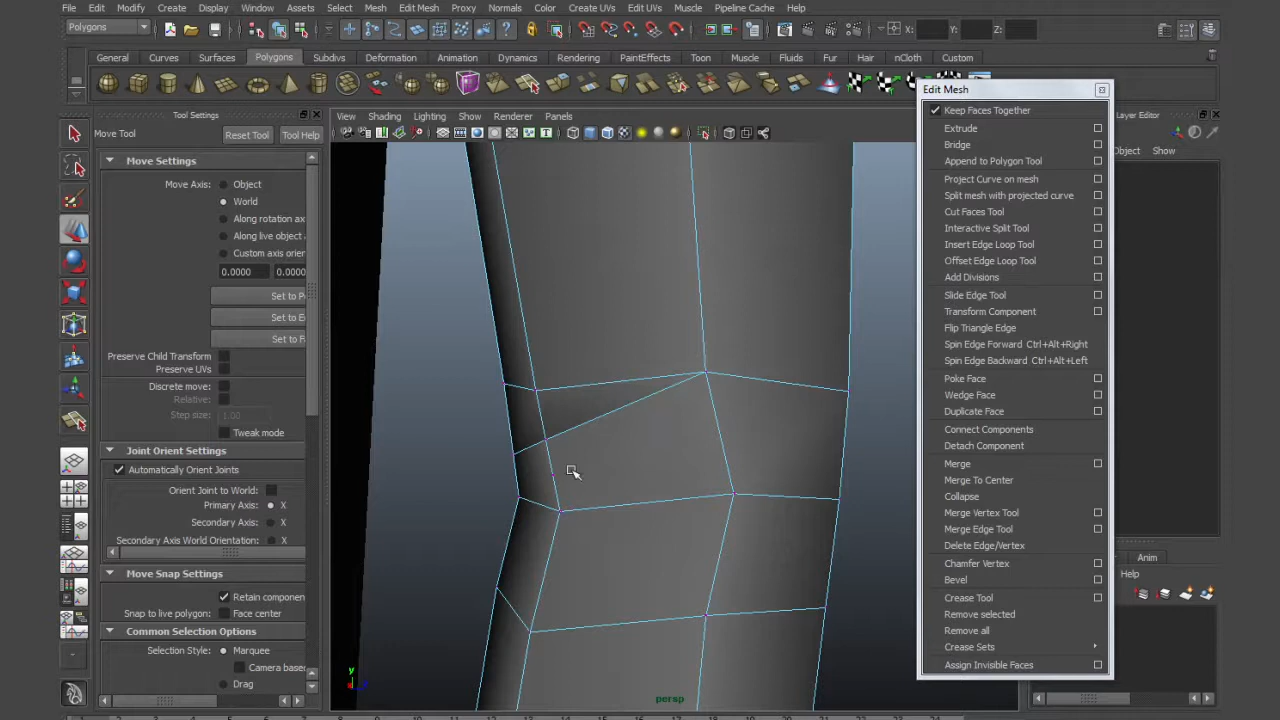 Edit Modify Create Display Window Assets Select Mesh Edit Mesh Proxy Normals Color Create UVs Edit UVs Muscle Pipeline Cache Help
Polygons
X: Y: Z:
General Curves Surfaces Polygons Subdivs Deformation Animation Dynamics Rendering PaintEffects Toon Muscle Fluids Fur Hair nCloth Custom
Tool Settings
Move Tool Reset Tool Tool Help
View Shading Lighting Show Renderer Panels
Move Settings
Move Axis: Object
World
Along rotation ax
Along live object
Custom axis orien
0.0000 0.0000
Set to P
Set to E
Set to F
Preserve Child Transform
Preserve UVs
Discrete move:
Relative:
Step size: 1.00
Tweak mode
Joint Orient Settings
Automatically Orient Joints
Orient Joint to World:
Primary Axis: X
Secondary Axis: X
Secondary Axis World Orientation: X
Move Snap Settings
Retain componen
Snap to live polygon: Face center
Common Selection Options
Selection Style: Marquee
Camera based
Drag
y
x
persp
Edit Mesh
Keep Faces Together
Extrude
Bridge
Append to Polygon Tool
Project Curve on mesh
Split mesh with projected curve
Cut Faces Tool
Interactive Split Tool
Insert Edge Loop Tool
Offset Edge Loop Tool
Add Divisions
Slide Edge Tool
Transform Component
Flip Triangle Edge
Spin Edge Forward Ctrl+Alt+Right
Spin Edge Backward Ctrl+Alt+Left
Poke Face
Wedge Face
Duplicate Face
Connect Components
Detach Component
Merge
Merge To Center
Collapse
Merge Vertex Tool
Merge Edge Tool
Delete Edge/Vertex
Chamfer Vertex
Bevel
Crease Tool
Remove selected
Remove all
Crease Sets
Assign Invisible Faces
Layer Editor
Object Show
Anim
Help